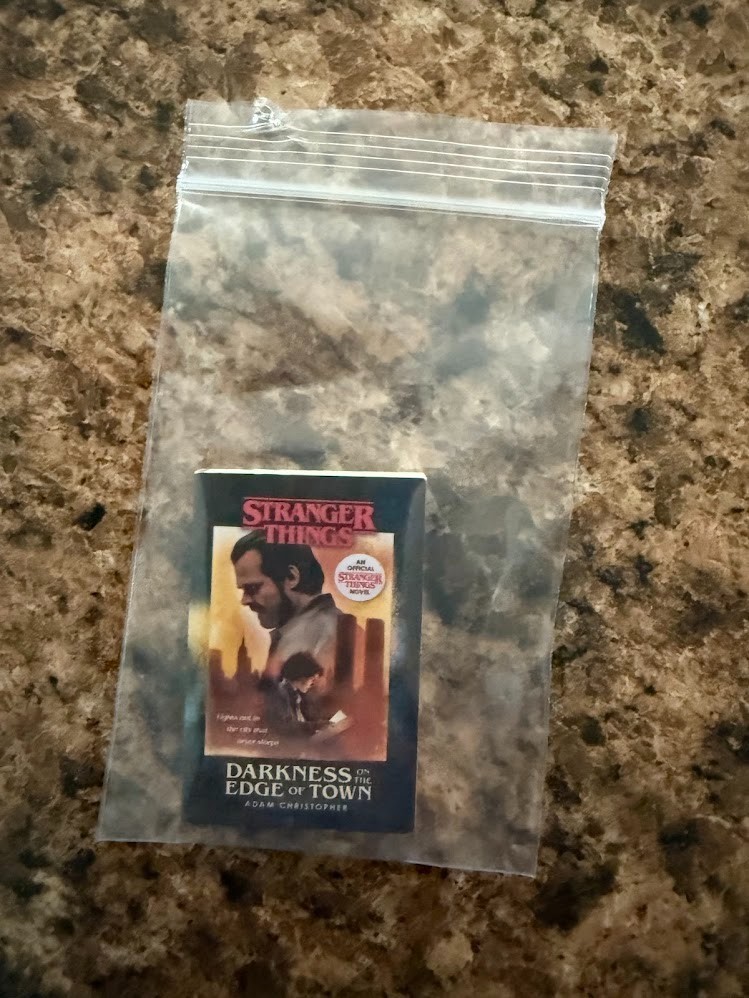 STRANGER
THINGS
AN
OFFICIAL
STRANGER
THINGS
NOVEL
Lights out in
the city that
never sleeps
DARKNESS ON THE
EDGE OF TOWN
ADAM CHRISTOPHER